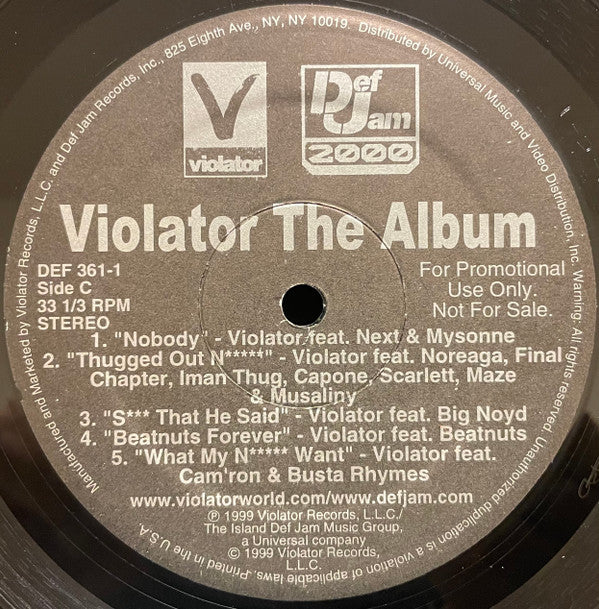 Manufactured and Marketed by Violator Records, L.L.C. and Def Jam Records, Inc., 825 Eighth Ave., NY, NY 10019. Distributed by Universal Music and Video Distribution, Inc. Warning: All rights reserved. Unauthorized duplication is a violation of applicable laws. Printed in the U.S.A
V
violator
Def
Jam
2000
Violator The Album
DEF 361-1
Side C
33 1/3 RPM
STEREO
For Promotional
Use Only.
Not For Sale.
1. "Nobody" - Violator feat. Next & Mysonne
2. "Thugged Out N*****" - Violator feat. Noreaga, Final
Chapter, Iman Thug, Capone, Scarlett, Maze
& Musaliny
3. "S*** That He Said" - Violator feat. Big Noyd
4. "Beatnuts Forever" - Violator feat. Beatnuts
5. "What My N***** Want" - Violator feat.
Cam'ron & Busta Rhymes
www.violatorworld.com/www.defjam.com
℗ 1999 Violator Records, L.L.C./
The Island Def Jam Music Group,
a Universal company
© 1999 Violator Records,
L.L.C.